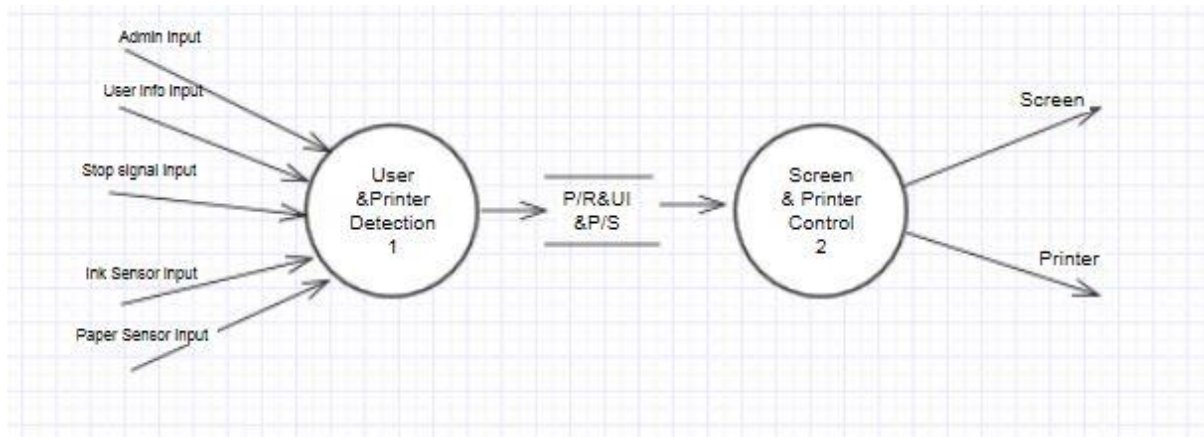 Admin Input
User Info Input
Stop signal Input
Ink Sensor Input
Paper Sensor Input
User
&Printer
Detection
1
P/R&UI
&P/S
Screen
& Printer
Control
2
Screen
Printer